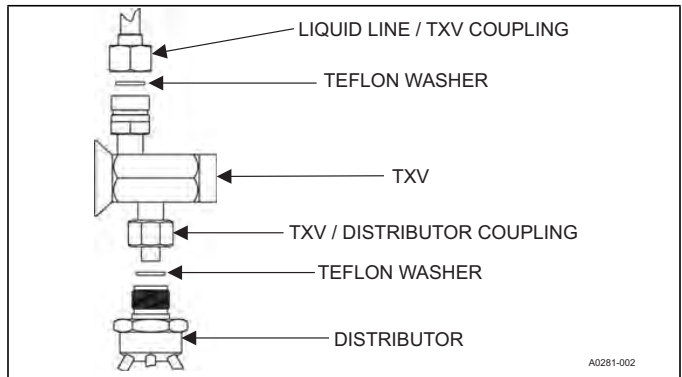 LIQUID LINE / TXV COUPLING
TEFLON WASHER
TXV
TXV / DISTRIBUTOR COUPLING
TEFLON WASHER
DISTRIBUTOR
A0281-002